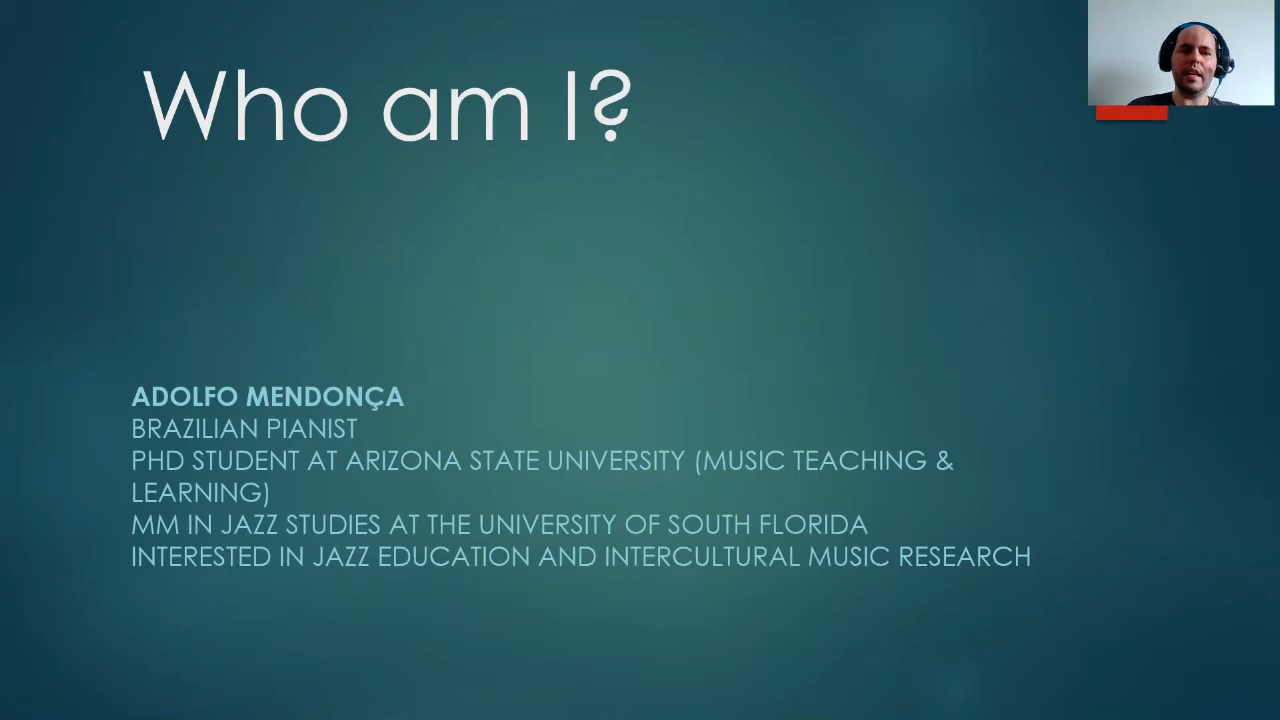 Who am I?
ADOLFO MENDONÇA
BRAZILIAN PIANIST
PHD STUDENT AT ARIZONA STATE UNIVERSITY (MUSIC TEACHING &
LEARNING)
MM IN JAZZ STUDIES AT THE UNIVERSITY OF SOUTH FLORIDA
INTERESTED IN JAZZ EDUCATION AND INTERCULTURAL MUSIC RESEARCH